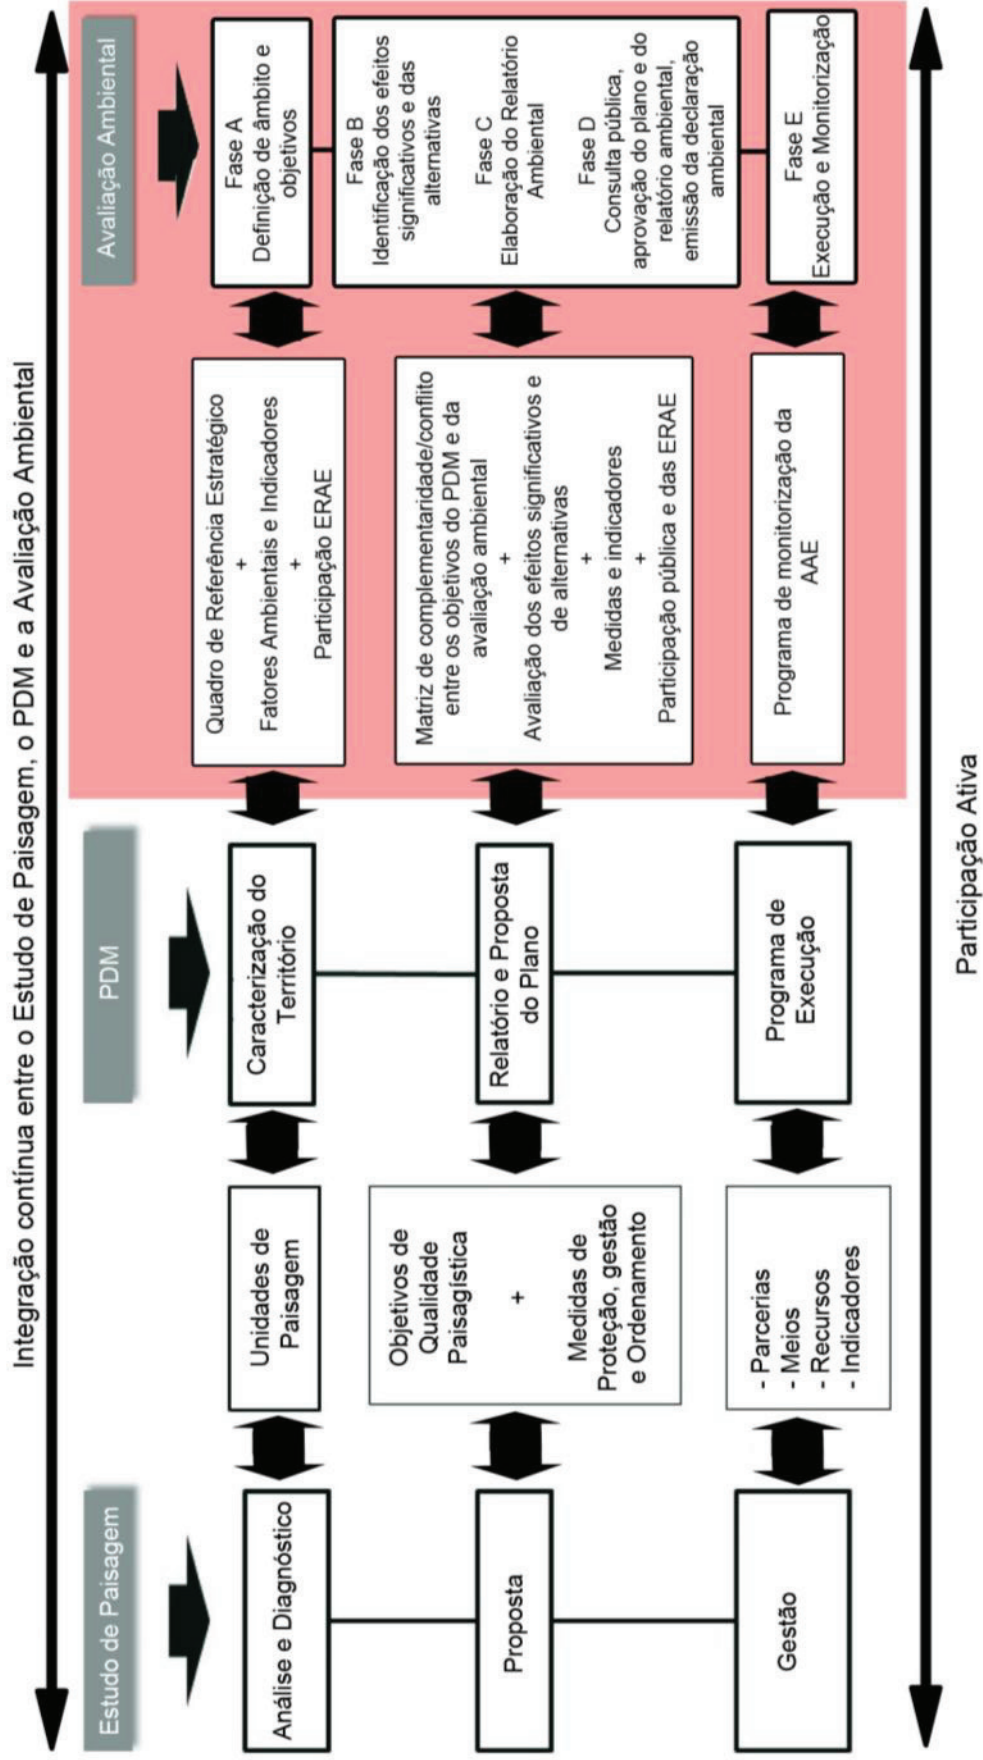 Integração contínua entre o Estudo de Paisagem, o PDM e a Avaliação Ambiental
Estudo de Paisagem
PDM
Avaliação Ambiental
Análise e Diagnóstico
Unidades de
Paisagem
Caracterização do
Território
Quadro de Referência Estratégico
+
Fatores Ambientais e Indicadores
+
Participação ERAE
Fase A
Definição de âmbito e
objetivos
Proposta
Objetivos de
Qualidade
Paisagística
+
Medidas de
Proteção, gestão
e Ordenamento
Relatório e Proposta
do Plano
Matriz de complementaridade/conflito
entre os objetivos do PDM e da
avaliação ambiental
+
Avaliação dos efeitos significativos e
de alternativas
+
Medidas e indicadores
+
Participação pública e das ERAE
Fase B
Identificação dos efeitos
significativos e das
alternativas
Fase C
Elaboração do Relatório
Ambiental
Fase D
Consulta pública,
aprovação do plano e do
relatório ambiental,
emissão da declaração
ambiental
Gestão
- Parcerias
- Meios
- Recursos
- Indicadores
Programa de
Execução
Programa de monitorização da
AAE
Fase E
Execução e Monitorização
Participação Ativa